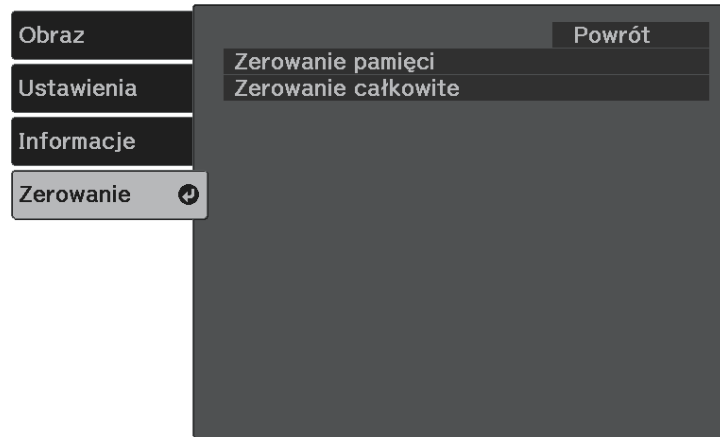 Obraz
Ustawienia
Informacje
Zerowanie
Powrót
Zerowanie pamięci
Zerowanie całkowite